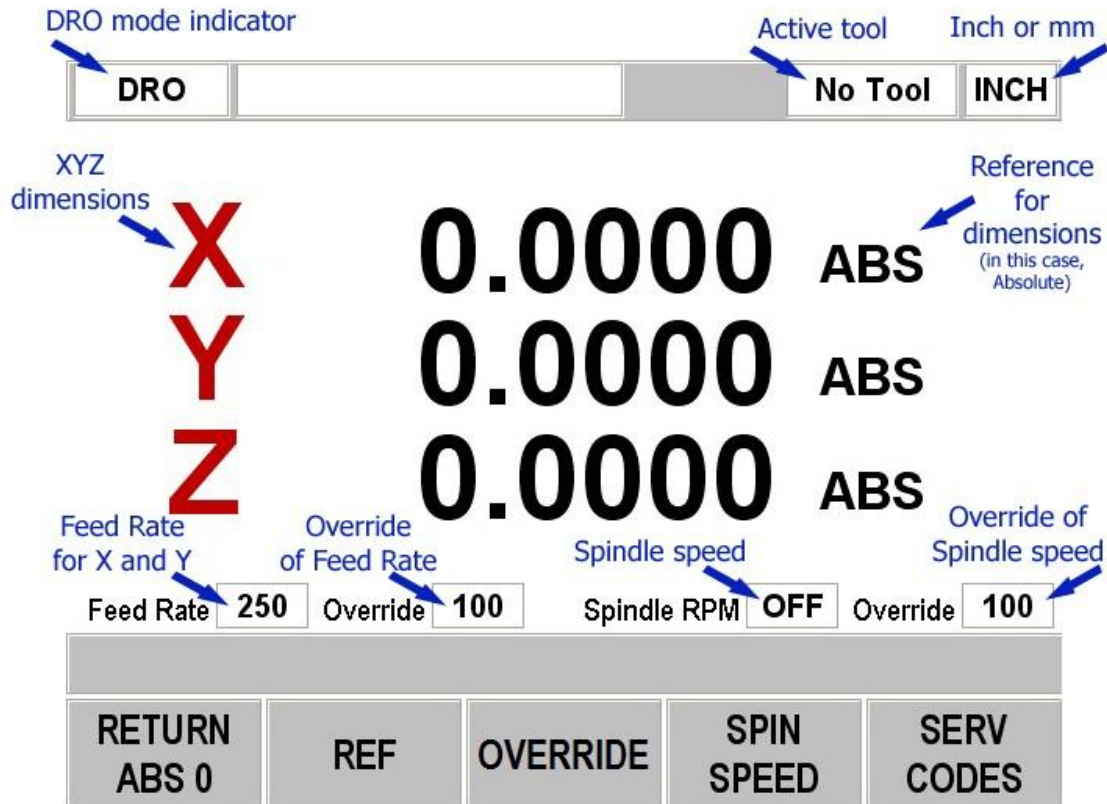 DRO mode indicator
Active tool
Inch or mm
DRO
No Tool
INCH
XYZ
dimensions
Reference
for
dimensions
(in this case,
Absolute)
X 0.0000 ABS
Y 0.0000 ABS
Z 0.0000 ABS
Feed Rate
for X and Y
Override
of Feed Rate
Spindle speed
Override of
Spindle speed
Feed Rate 250 Override 100 Spindle RPM OFF Override 100
RETURN
ABS 0
REF
OVERRIDE
SPIN
SPEED
SERV
CODES